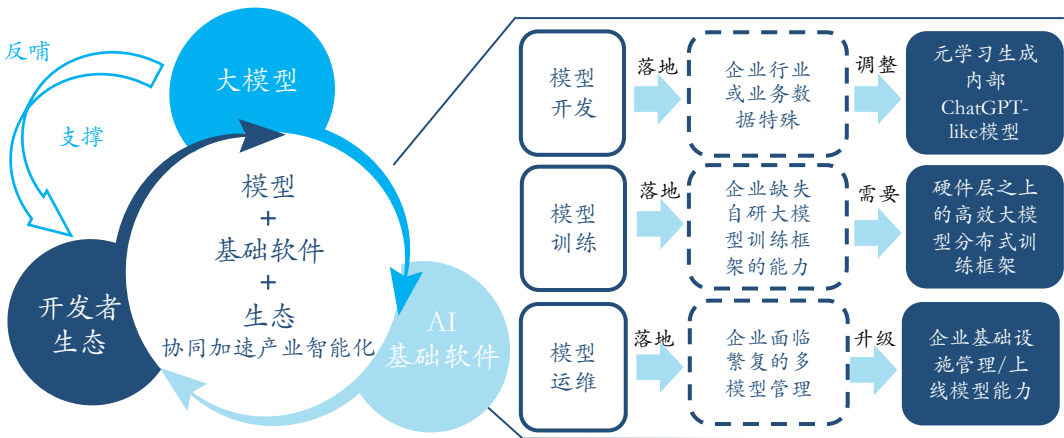 反哺
支撑
大模型
模型
+
基础软件
+
生态
协同加速产业智能化
开发者
生态
AI
基础软件
模型
开发
落地
企业行业
或业务数
据特殊
调整
元学习生成
内部
ChatGPT-
like模型
模型
训练
落地
企业缺失
自研大模
型训练框
架的能力
需要
硬件层之上
的高效大模
型分布式训
练框架
模型
运维
落地
企业面临
繁复的多
模型管理
升级
企业基础设
施管理/上
线模型能力